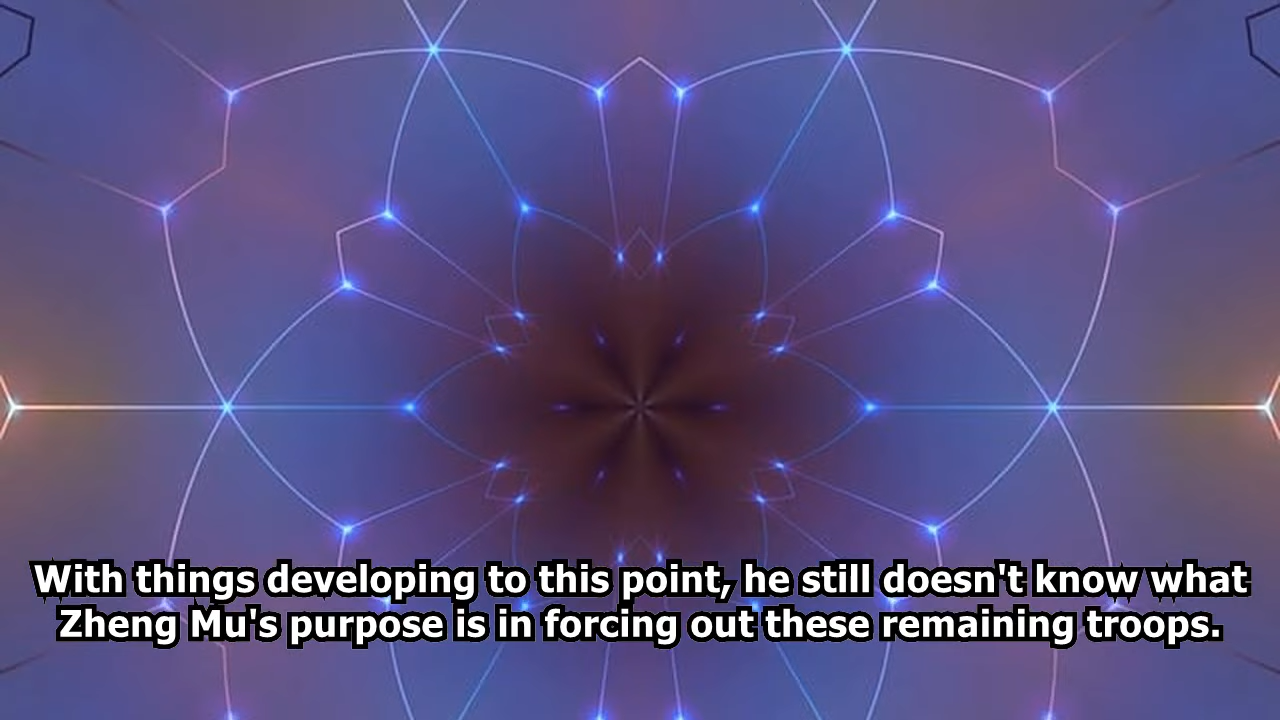 With things developing to this point, he still doesn't know what
Zheng Mu's purpose is in forcing out these remaining troops.